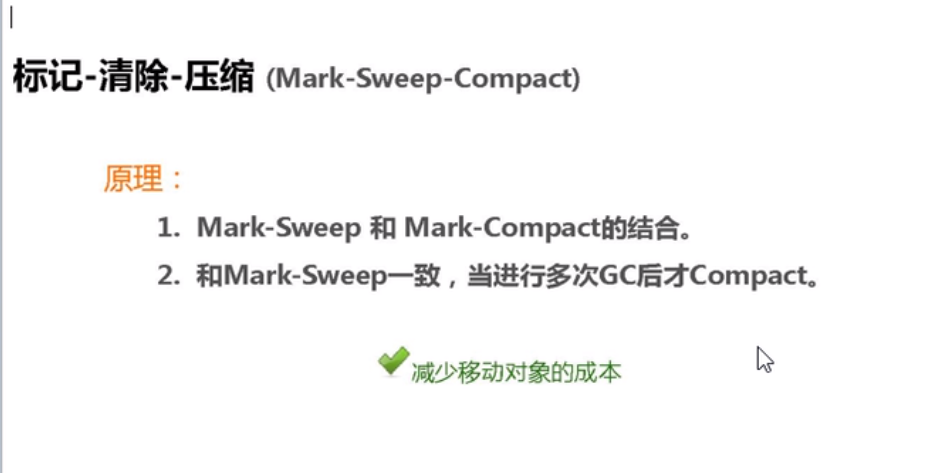 标记-清除-压缩 (Mark-Sweep-Compact)
原理：
1. Mark-Sweep 和 Mark-Compact的结合。
2. 和Mark-Sweep一致，当进行多次GC后才Compact。
减少移动对象的成本